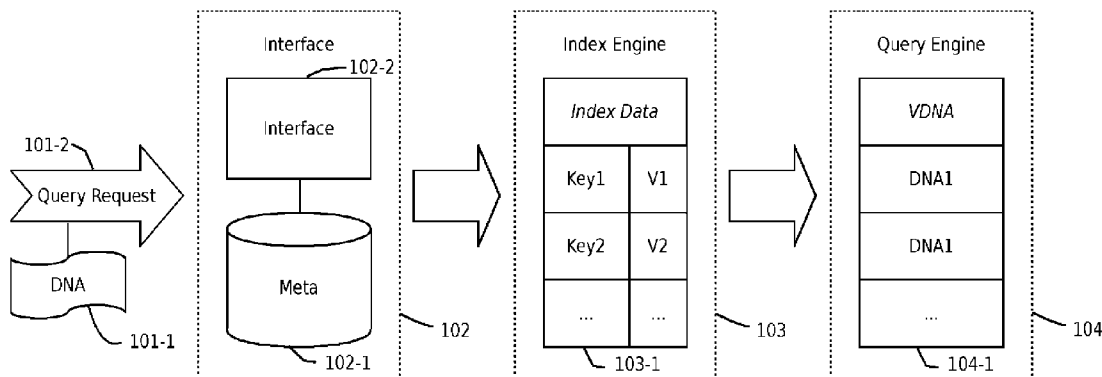 Interface
Index Engine
Query Engine
102-2
Interface
Index Data
VDNA
101-2
Query Request
Key1
V1
DNA1
Key2
V2
DNA1
DNA
Meta
...
...
...
101-1
102-1
102
103-1
103
104-1
104